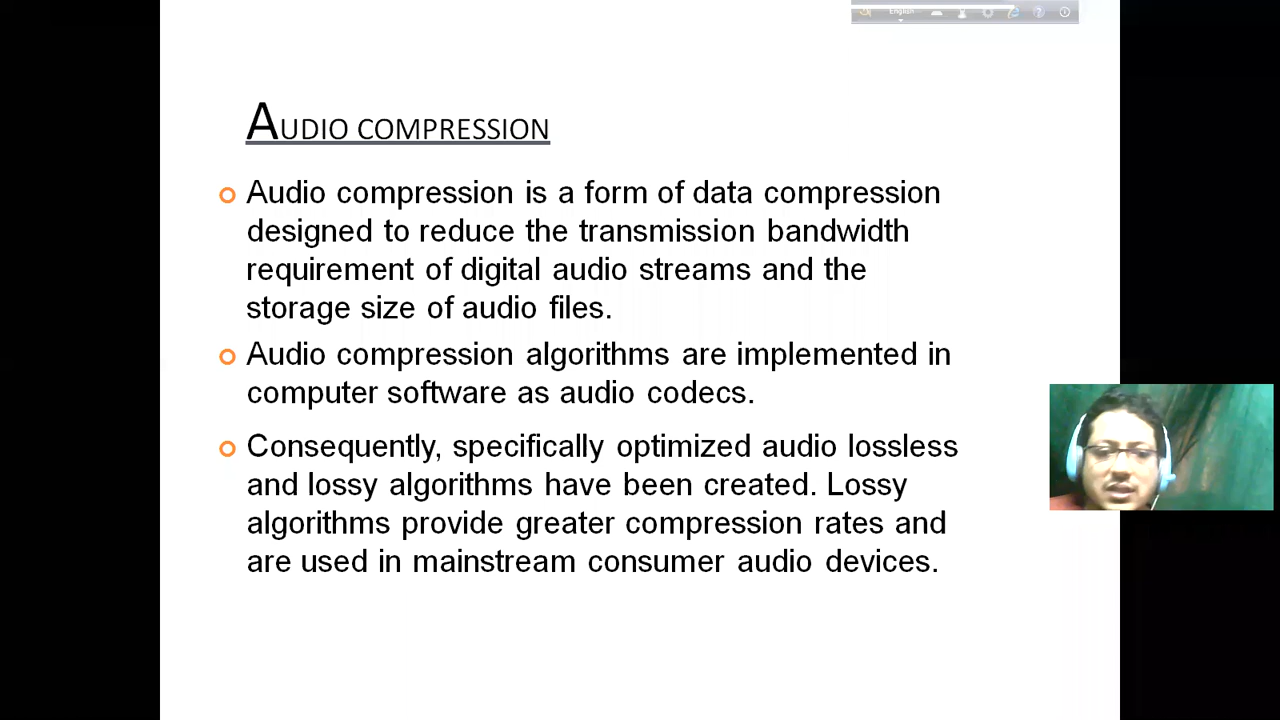 English
AUDIO COMPRESSION
Audio compression is a form of data compression
designed to reduce the transmission bandwidth
requirement of digital audio streams and the
storage size of audio files.
Audio compression algorithms are implemented in
computer software as audio codecs.
Consequently, specifically optimized audio lossless
and lossy algorithms have been created. Lossy
algorithms provide greater compression rates and
are used in mainstream consumer audio devices.